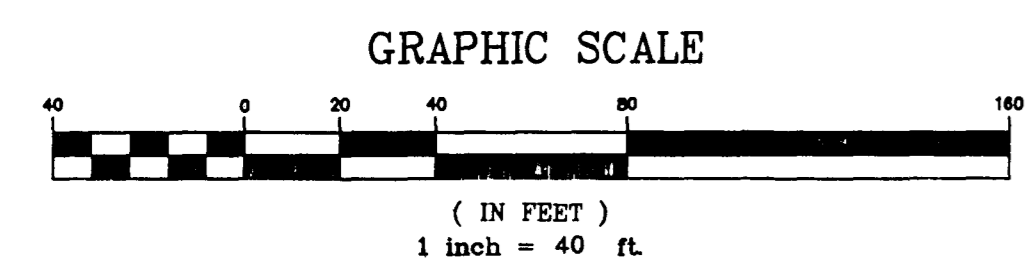 GRAPHIC SCALE
40 0 20 40 80 160
( IN FEET )
1 inch = 40 ft.